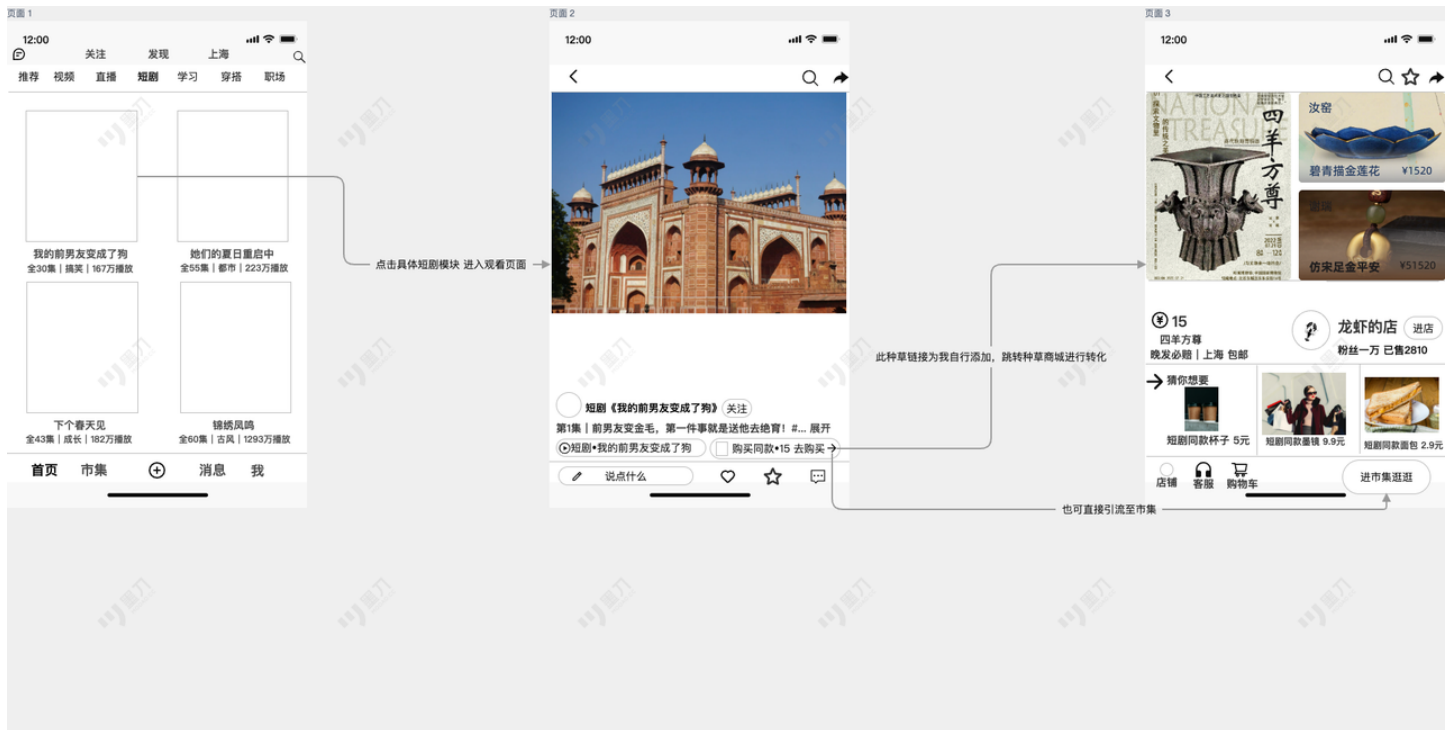 页面 1
12:00
关注 发现 上海
推荐 视频 直播 短剧 学习 穿搭 职场
我的前男友变成了狗
全30集｜搞笑｜167万播放
她们的夏日重启中
全55集｜都市｜223万播放
下个春天见
全43集｜成长｜182万播放
锦绣凤鸣
全60集｜古风｜1293万播放
首页 市集 消息 我
点击具体短剧模块 进入观看页面
页面 2
12:00
短剧《我的前男友变成了狗》 关注
第1集｜前男友变金毛，第一件事就是送他去绝育！#... 展开
短剧•我的前男友变成了狗
购买同款•15 去购买
说点什么
此种草链接为我自行添加，跳转种草商城进行转化
也可直接引流至市集
页面 3
12:00
NATIONAL
TREASURE
探索文物里
的传统之美
四羊方尊
汝窑
碧青描金莲花 ¥1520
仿宋足金平安 ¥51520
¥ 15
四羊方尊
晚发必赔｜上海 包邮
龙虾的店 进店
粉丝一万 已售2810
猜你想要
短剧同款杯子 5元
短剧同款墨镜 9.9元
短剧同款面包 2.9元
店铺 客服 购物车
进市集逛逛
墨刀